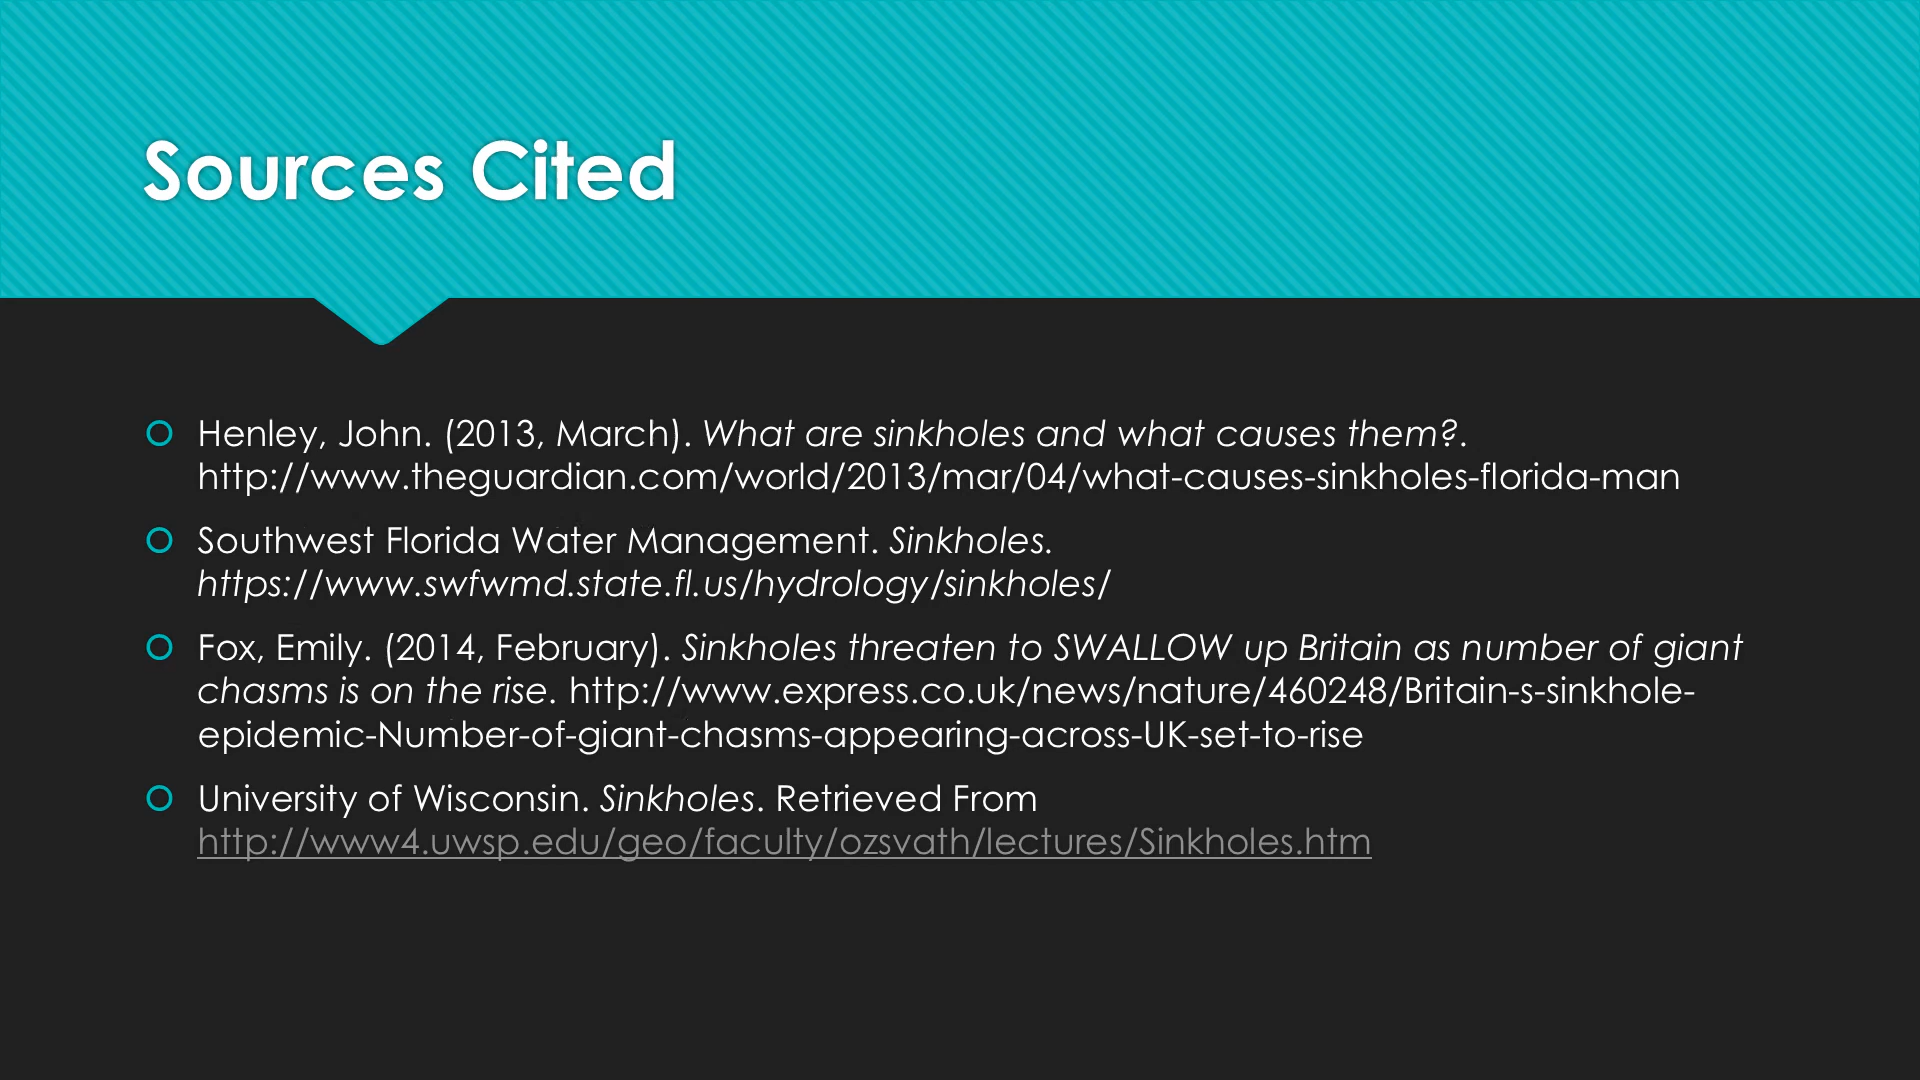 Sources Cited
Henley, John. (2013, March). What are sinkholes and what causes them?.
http://www.theguardian.com/world/2013/mar/04/what-causes-sinkholes-florida-man
Southwest Florida Water Management. Sinkholes.
https://www.swfwmd.state.fl.us/hydrology/sinkholes/
Fox, Emily. (2014, February). Sinkholes threaten to SWALLOW up Britain as number of giant
chasms is on the rise. http://www.express.co.uk/news/nature/460248/Britain-s-sinkhole-
epidemic-Number-of-giant-chasms-appearing-across-UK-set-to-rise
University of Wisconsin. Sinkholes. Retrieved From
http://www4.uwsp.edu/geo/faculty/ozsvath/lectures/Sinkholes.htm